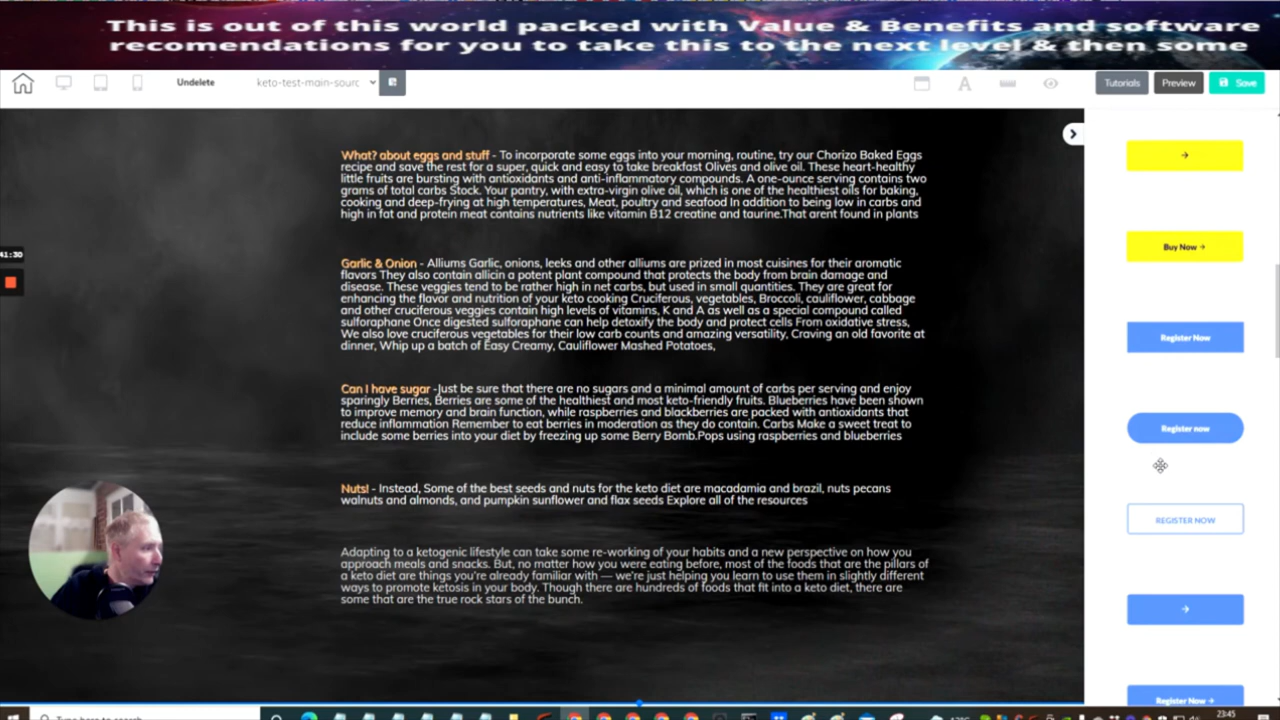 This is out of this world packed with Value & Benefits and software
recomendations for you to take this to the next level & then some
Undelete
keto-test-main-sourc
Tutorials
Preview
Save
What? about eggs and stuff - To incorporate some eggs into your morning, routine, try our Chorizo Baked Eggs
recipe and save the rest for a super, quick and easy to take breakfast Olives and olive oil. These heart-healthy
little fruits are bursting with antioxidants and anti-inflammatory compounds. A one-ounce serving contains two
grams of total carbs Stock. Your pantry, with extra-virgin olive oil, which is one of the healthiest oils for baking,
cooking and deep-frying at high temperatures, Meat, poultry and seafood In addition to being low in carbs and
high in fat and protein meat contains nutrients like vitamin B12 creatine and taurine.That arent found in plants
Garlic & Onion - Alliums Garlic, onions, leeks and other alliums are prized in most cuisines for their aromatic
flavors They also contain allicin a potent plant compound that protects the body from brain damage and
disease. These veggies tend to be rather high in net carbs, but used in small quantities. They are great for
enhancing the flavor and nutrition of your keto cooking Cruciferous, vegetables, Broccoli, cauliflower, cabbage
and other cruciferous veggies contain high levels of vitamins, K and A as well as a special compound called
sulforaphane Once digested sulforaphane can help detoxify the body and protect cells From oxidative stress,
We also love cruciferous vegetables for their low carb counts and amazing versatility, Craving an old favorite at
dinner, Whip up a batch of Easy Creamy, Cauliflower Mashed Potatoes,
Can I have sugar -Just be sure that there are no sugars and a minimal amount of carbs per serving and enjoy
sparingly Berries, Berries are some of the healthiest and most keto-friendly fruits. Blueberries have been shown
to improve memory and brain function, while raspberries and blackberries are packed with antioxidants that
reduce inflammation Remember to eat berries in moderation as they do contain. Carbs Make a sweet treat to
include some berries into your diet by freezing up some Berry Bomb.Pops using raspberries and blueberries
Nuts! - Instead, Some of the best seeds and nuts for the keto diet are macadamia and brazil, nuts pecans
walnuts and almonds, and pumpkin sunflower and flax seeds Explore all of the resources
Adapting to a ketogenic lifestyle can take some re-working of your habits and a new perspective on how you
approach meals and snacks. But, no matter how you were eating before, most of the foods that are the pillars of
a keto diet are things you're already familiar with — we're just helping you learn to use them in slightly different
ways to promote ketosis in your body. Though there are hundreds of foods that fit into a keto diet, there are
some that are the true rock stars of the bunch.
Buy Now →
Register Now
Register now
REGISTER NOW
Register Now →
41:30
Type here to search
23:45